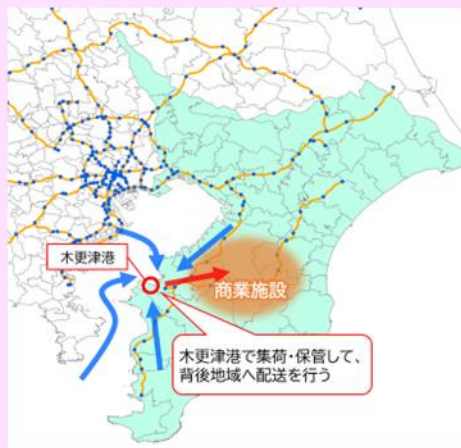 木更津港
商業施設
木更津港で集荷・保管して、
背後地域へ配送を行う